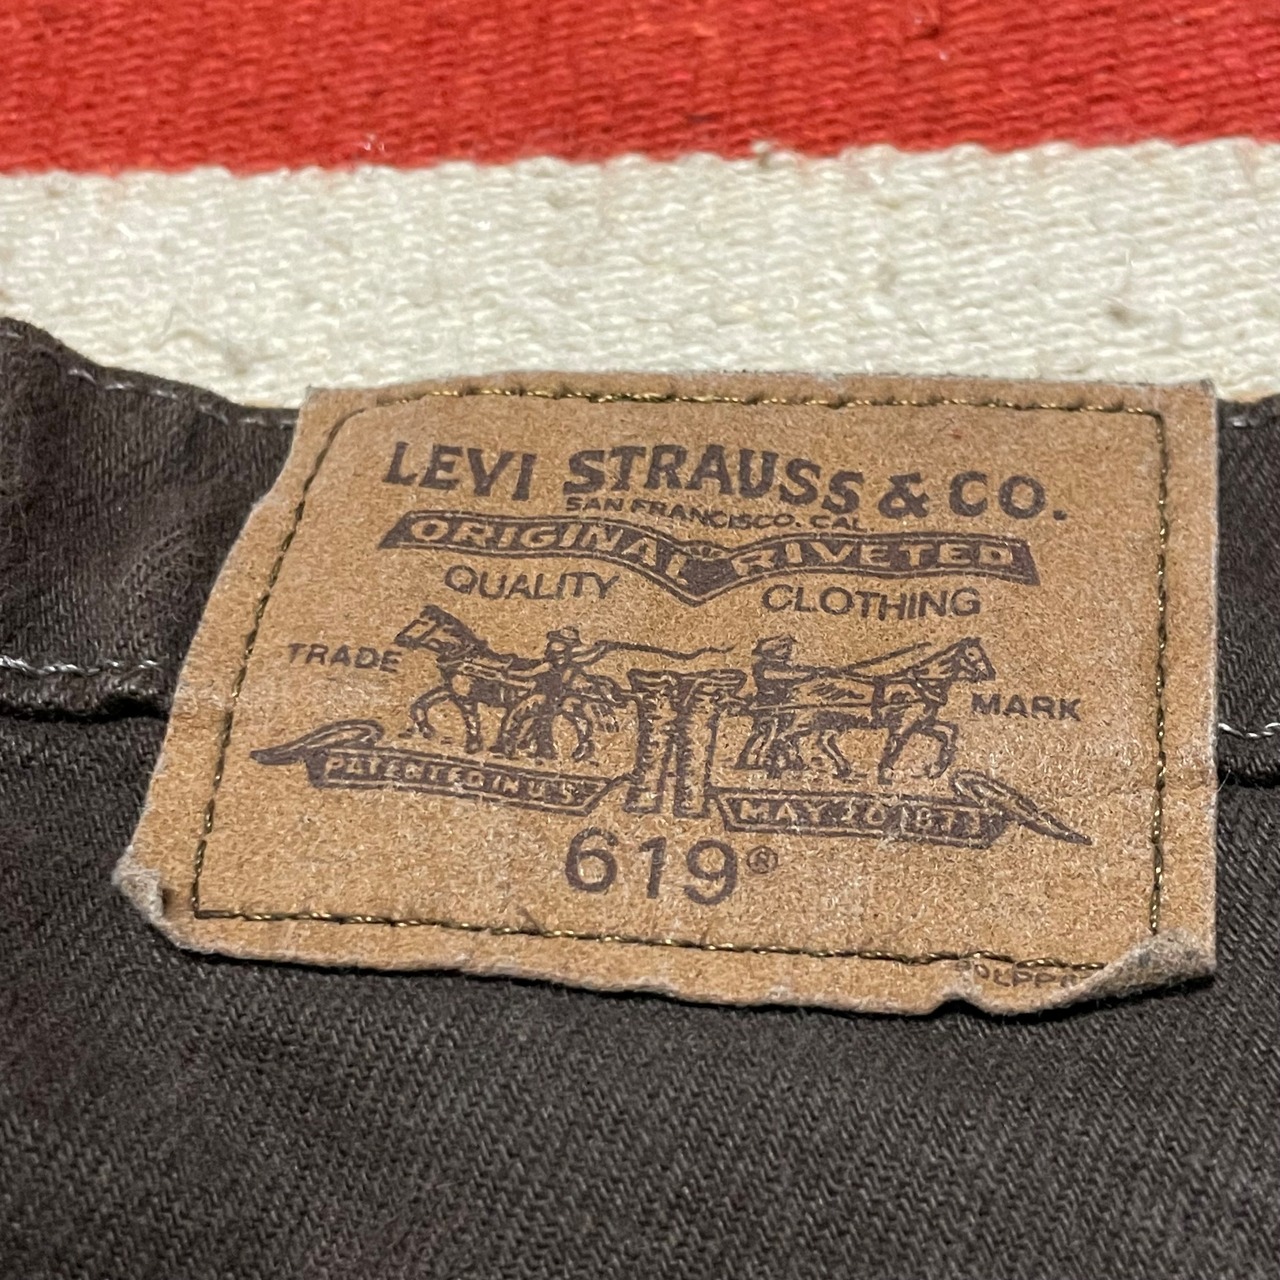 LEVI STRAUSS & CO.
SAN FRANCISCO. CAL
ORIGINAL RIVETED
QUALITY CLOTHING
TRADE MARK
PATENTED IN U.S.
MAY 20 1873
619®